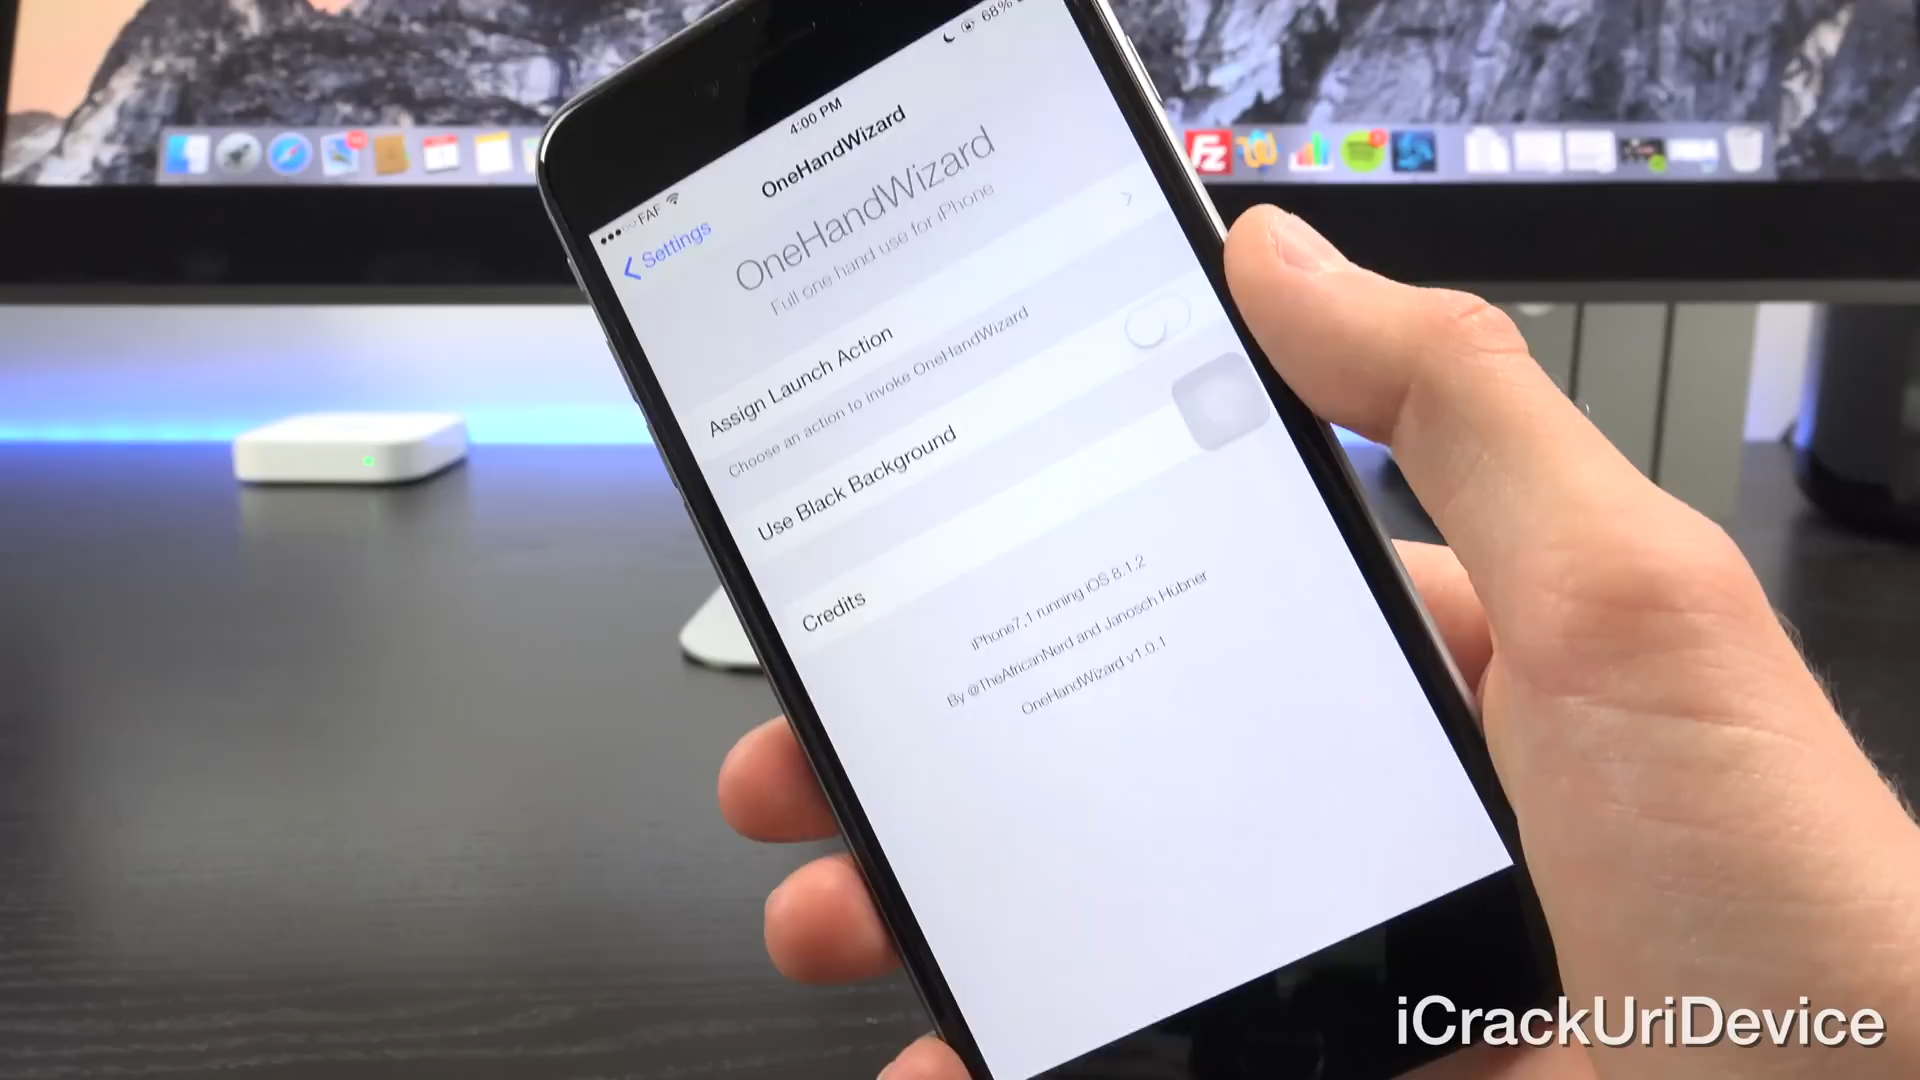 FAF
4:00 PM
68%
Settings
OneHandWizard
OneHandWizard
Full one hand use for iPhone
Assign Launch Action
Choose an action to invoke OneHandWizard
Use Black Background
Credits
iPhone7,1 running iOS 8.1.2
By @TheAfricanNerd and Janosch Hübner
OneHandWizard v1.0.1
Fz
iCrackUriDevice